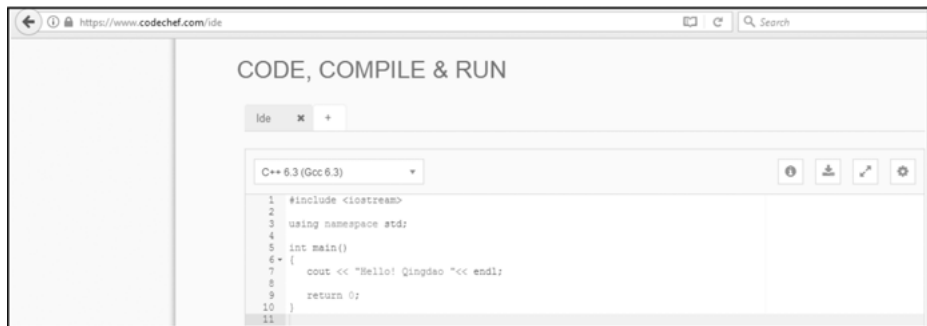 https://www.codechef.com/ide
Search
CODE, COMPILE & RUN
Ide × +
C++ 6.3 (Gcc 6.3)
1 #include <iostream>
2
3 using namespace std;
4
5 int main()
6 {
7 cout << "Hello! Qingdao "<< endl;
8
9 return 0;
10 }
11